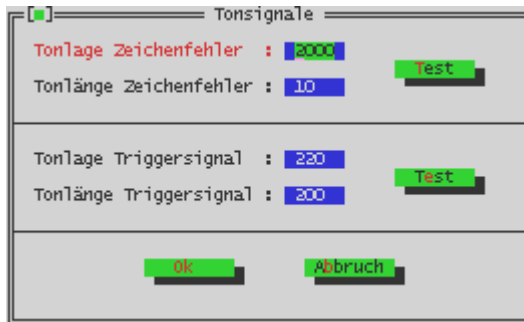 Tonsignale
Tonlage Zeichenfehler : 2000
Test
Tonlänge Zeichenfehler : 10
Tonlage Triggersignal : 220
Test
Tonlänge Triggersignal : 200
Ok Abbruch